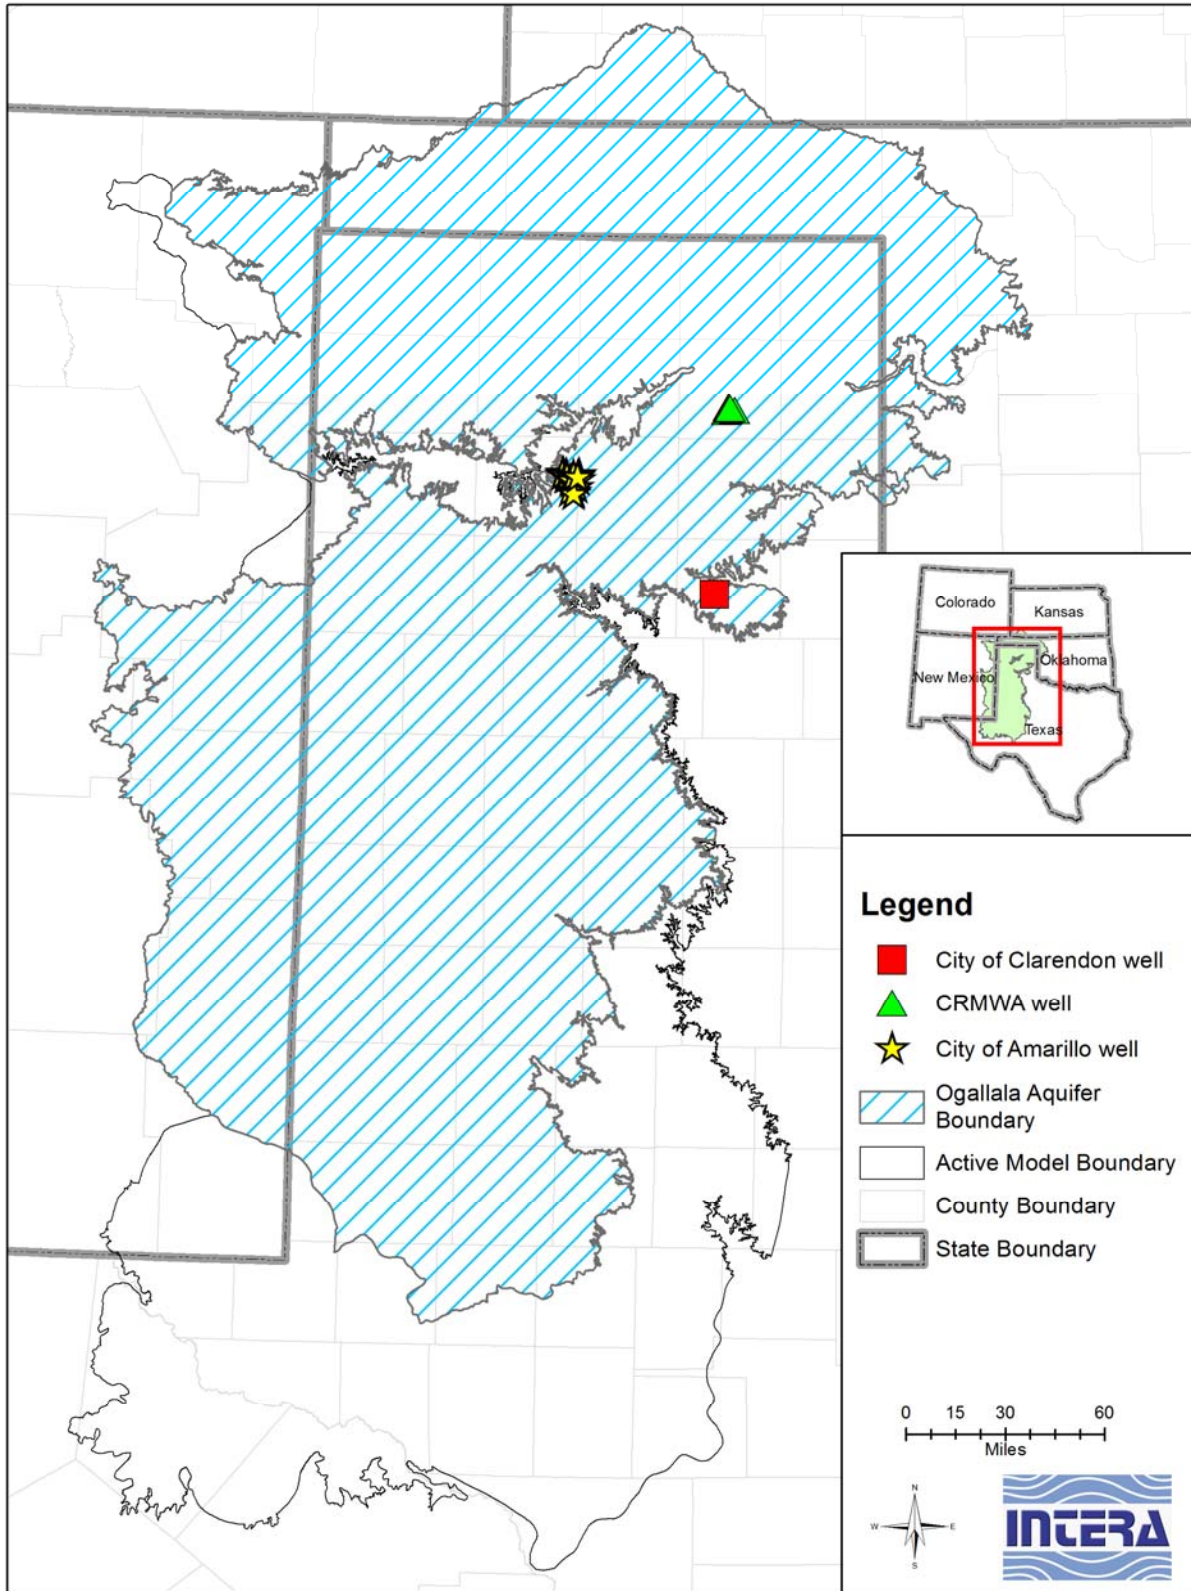 Colorado
Kansas
New Mexico
Oklahoma
Texas
Legend
City of Clarendon well
CRMWA well
City of Amarillo well
Ogallala Aquifer
Boundary
Active Model Boundary
County Boundary
State Boundary
0 15 30 60
Miles
N
W E
S
INTERA